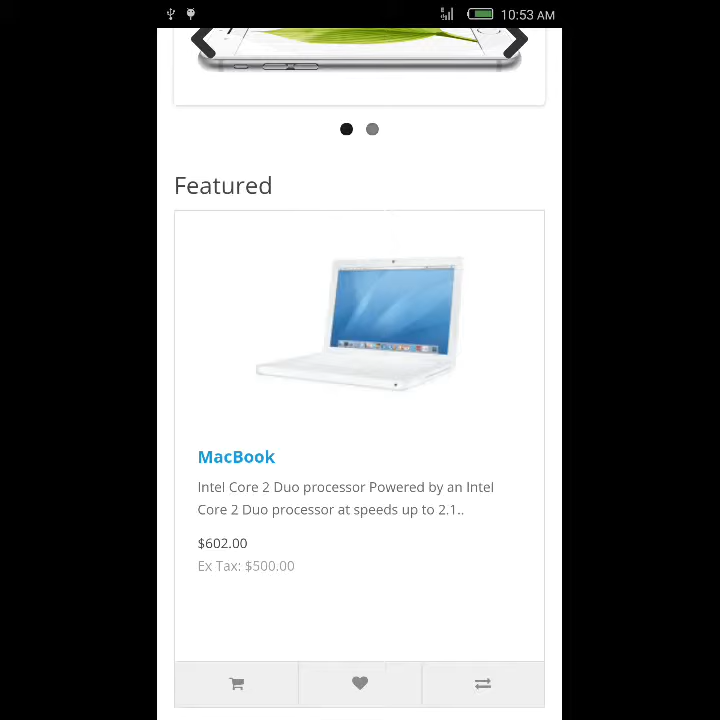 10:53 AM
Featured
MacBook
Intel Core 2 Duo processor Powered by an Intel
Core 2 Duo processor at speeds up to 2.1..
$602.00
Ex Tax: $500.00